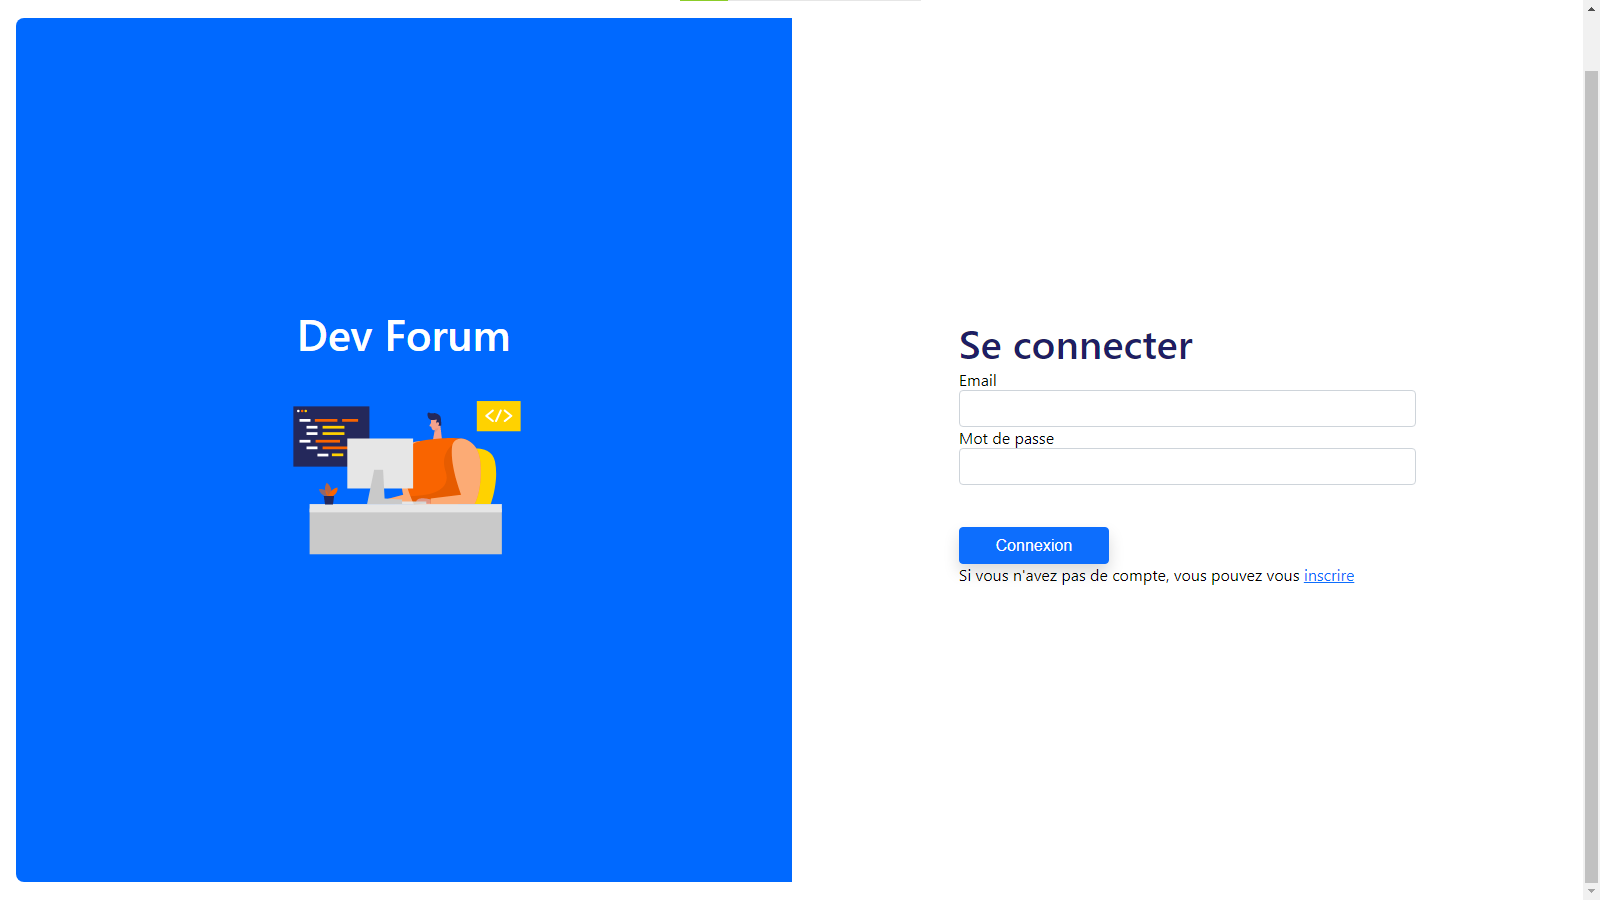 Dev Forum
</>
Se connecter
Email
Mot de passe
Connexion
Si vous n'avez pas de compte, vous pouvez vous inscrire